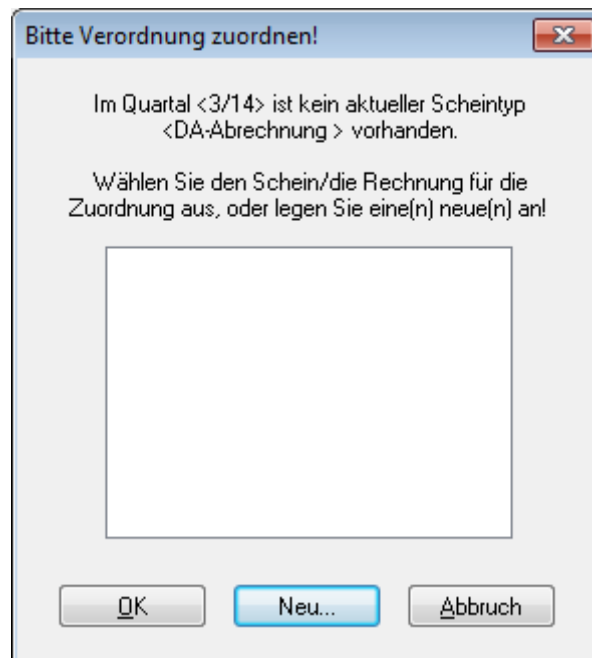 Bitte Verordnung zuordnen!
Im Quartal <3/14> ist kein aktueller Scheintyp
<DA-Abrechnung > vorhanden.
Wählen Sie den Schein/die Rechnung für die
Zuordnung aus, oder legen Sie eine(n) neue(n) an!
OK
Neu...
Abbruch